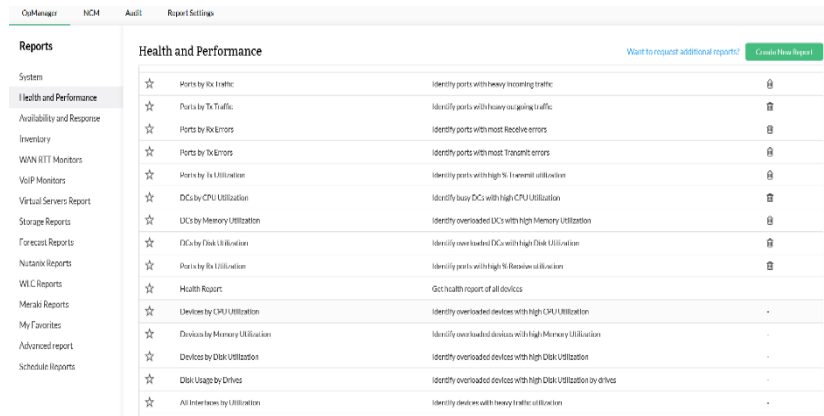 OpManager NCM Audit Report Settings
Reports
System
Health and Performance
Availability and Response
Inventory
WAN RTT Monitors
VoIP Monitors
Virtual Servers Report
Storage Reports
Forecast Reports
Nutanix Reports
WLC Reports
Meraki Reports
My Favorites
Advanced report
Schedule Reports
Health and Performance
Want to request additional reports? Create New Report
Ports by Rx Traffic Identify ports with heavy incoming traffic
Ports by Tx Traffic Identify ports with heavy outgoing traffic
Ports by Rx Errors Identify ports with most Receive errors
Ports by Tx Errors Identify ports with most Transmit errors
Ports by Tx Utilization Identify ports with high % Transmit utilization
DCs by CPU Utilization Identify busy DCs with high CPU Utilization
DCs by Memory Utilization Identify overloaded DCs with high Memory Utilization
DCs by Disk Utilization Identify overloaded DCs with high Disk Utilization
Ports by Rx Utilization Identify ports with high % Receive utilization
Health Report Get health report of all devices
Devices by CPU Utilization Identify overloaded devices with high CPU Utilization -
Devices by Memory Utilization Identify overloaded devices with high Memory Utilization -
Devices by Disk Utilization Identify overloaded devices with high Disk Utilization -
Disk Usage by Drives Identify overloaded devices with high Disk Utilization by drives -
All Interfaces by Utilization Identify devices with heavy traffic utilization -